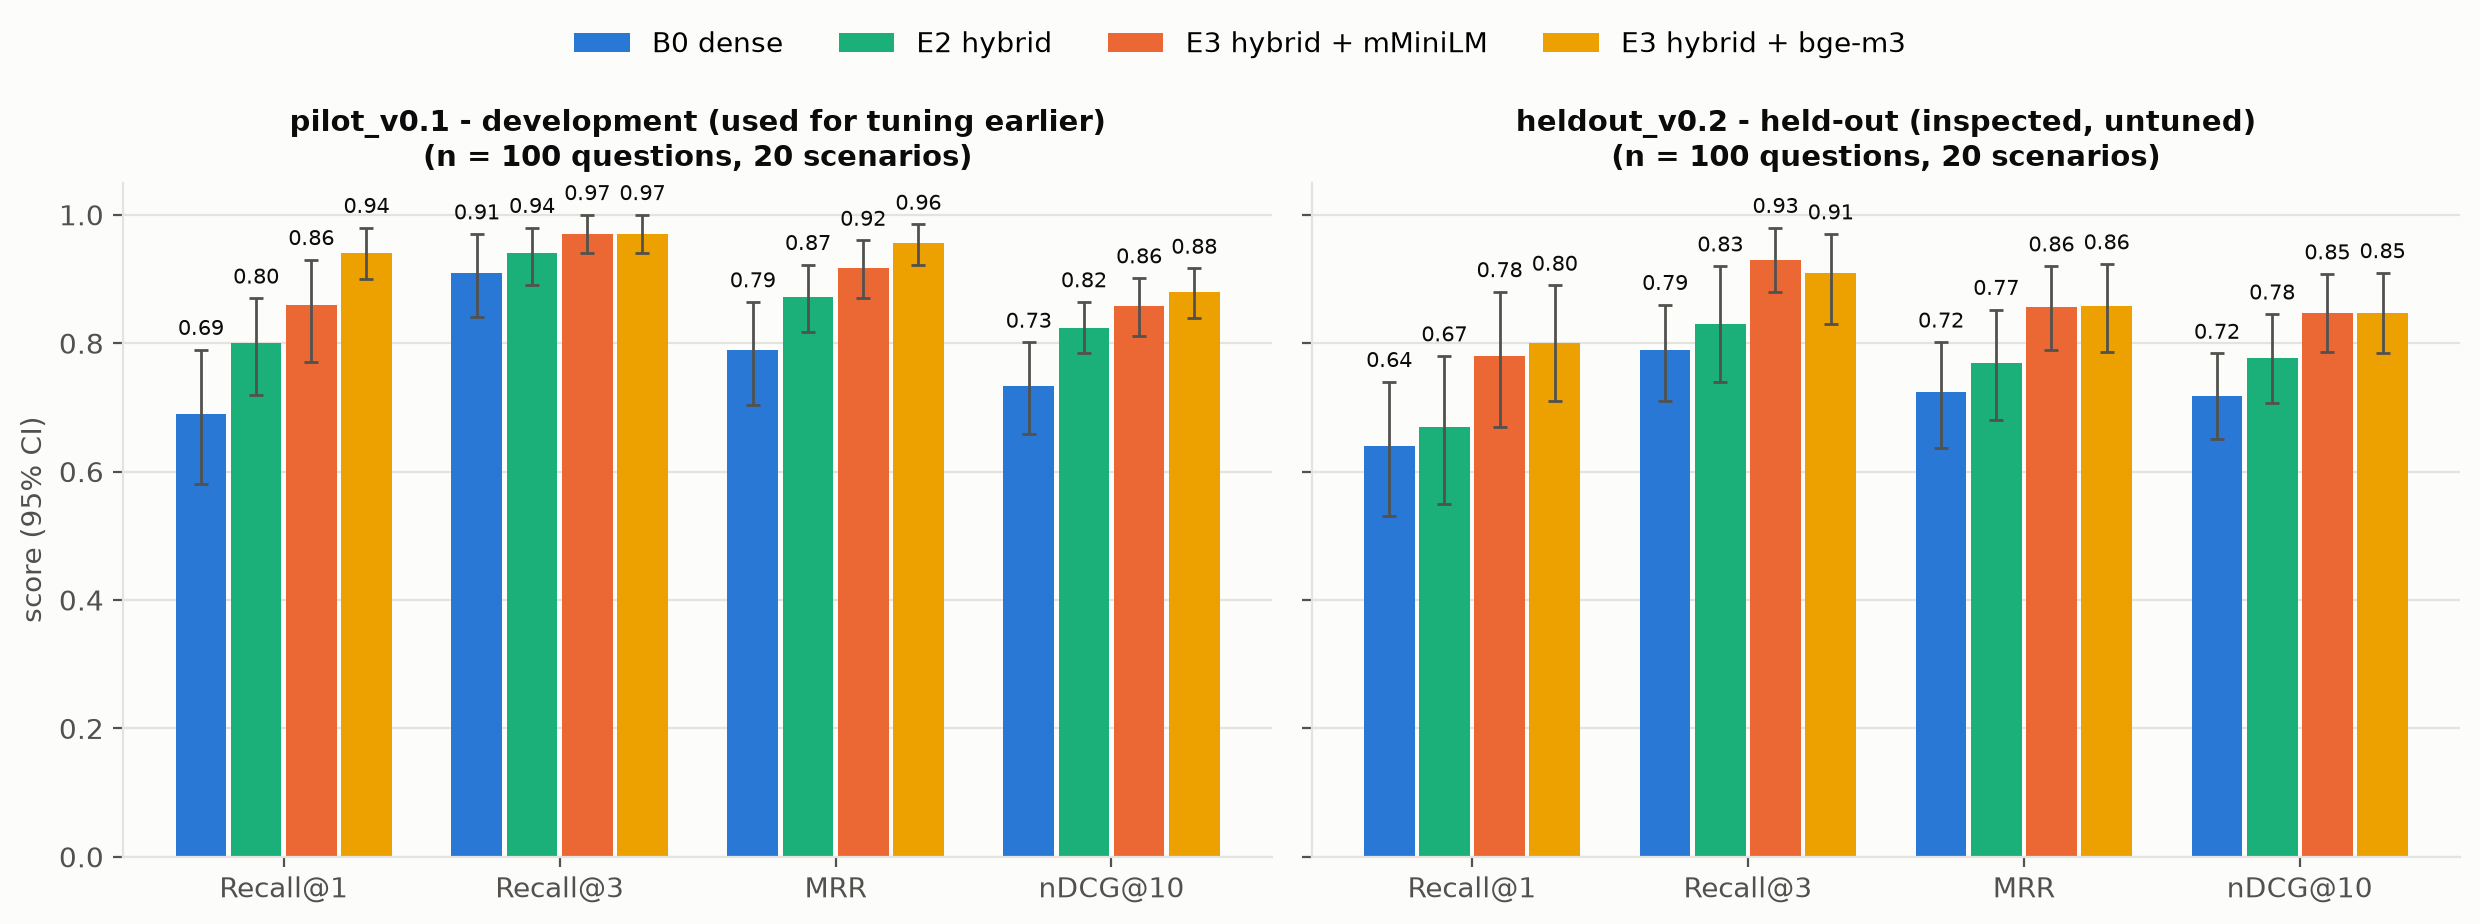 B0 dense E2 hybrid E3 hybrid + mMiniLM E3 hybrid + bge-m3
pilot_v0.1 - development (used for tuning earlier)
(n = 100 questions, 20 scenarios)
score (95% CI)
1.0
0.8
0.6
0.4
0.2
0.0
0.69 0.80 0.86 0.94
0.91 0.94 0.97 0.97
0.79 0.87 0.92 0.96
0.73 0.82 0.86 0.88
Recall@1 Recall@3 MRR nDCG@10
heldout_v0.2 - held-out (inspected, untuned)
(n = 100 questions, 20 scenarios)
0.64 0.67 0.78 0.80
0.79 0.83 0.93 0.91
0.72 0.77 0.86 0.86
0.72 0.78 0.85 0.85
Recall@1 Recall@3 MRR nDCG@10